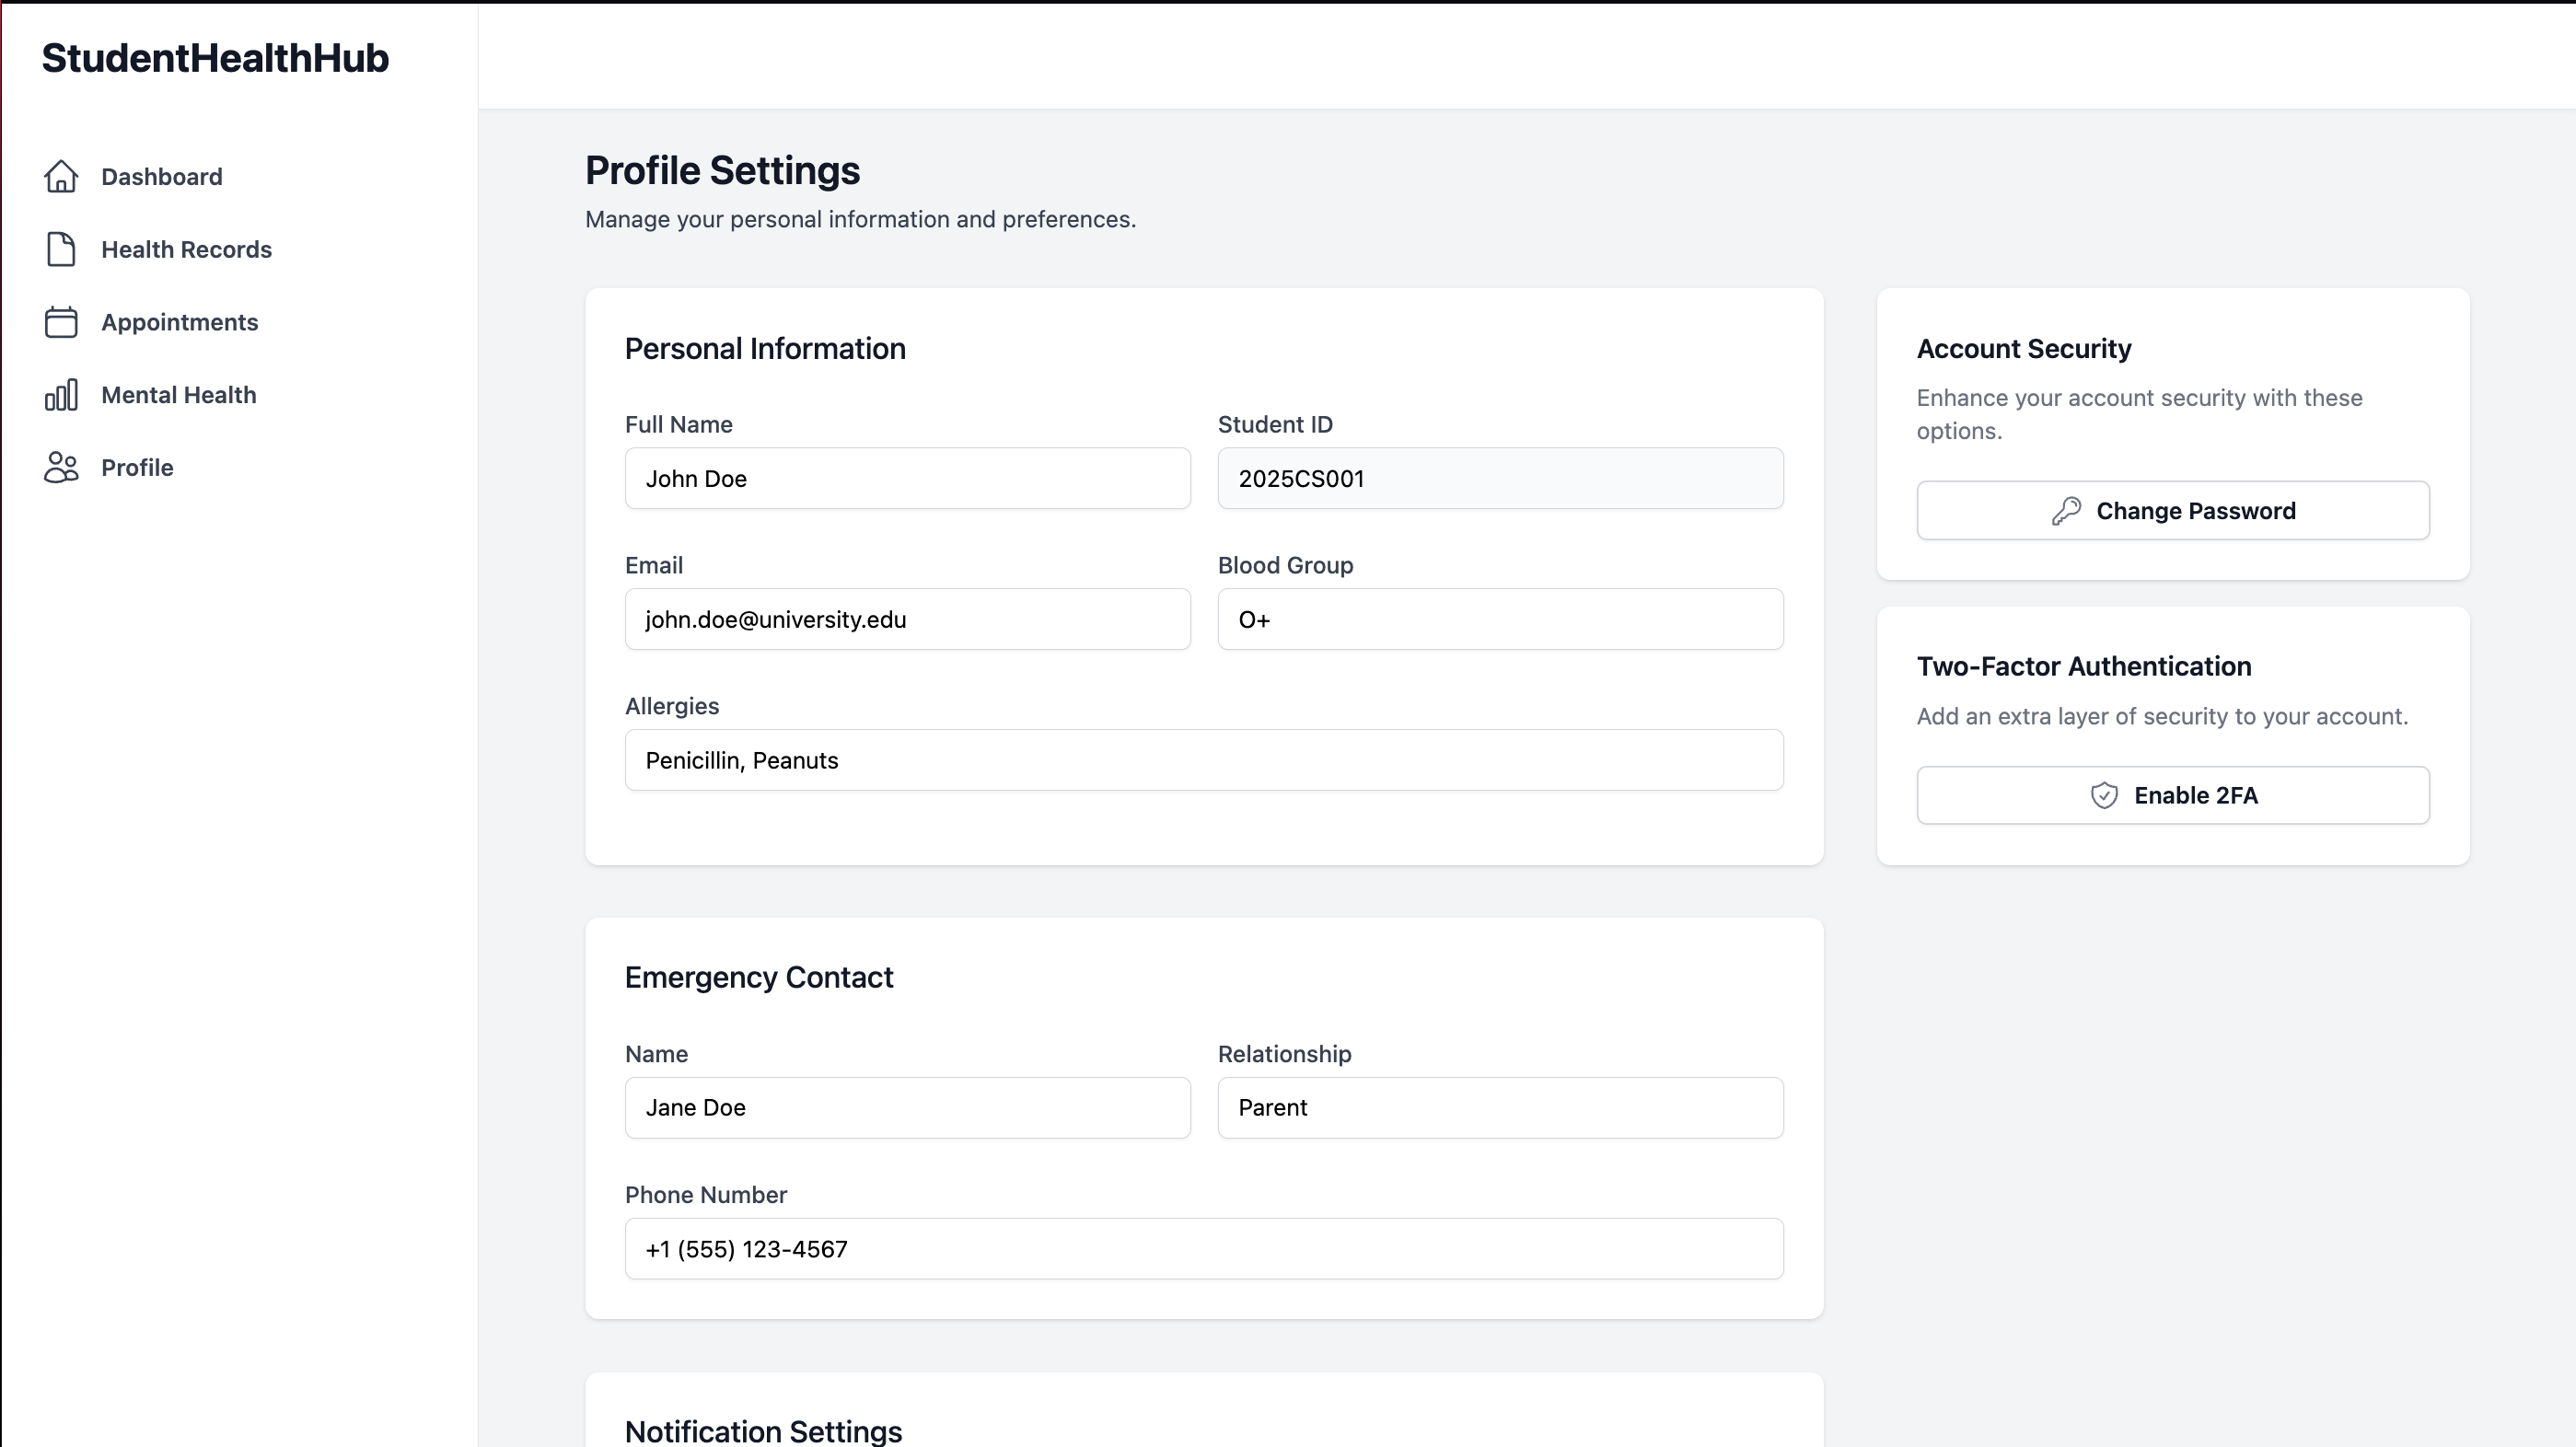 StudentHealthHub
Dashboard
Health Records
Appointments
Mental Health
Profile
Profile Settings
Manage your personal information and preferences.
Personal Information
Full Name
John Doe
Student ID
2025CS001
Email
john.doe@university.edu
Blood Group
O+
Allergies
Penicillin, Peanuts
Emergency Contact
Name
Jane Doe
Relationship
Parent
Phone Number
+1 (555) 123-4567
Notification Settings
Account Security
Enhance your account security with these
options.
Change Password
Two-Factor Authentication
Add an extra layer of security to your account.
Enable 2FA